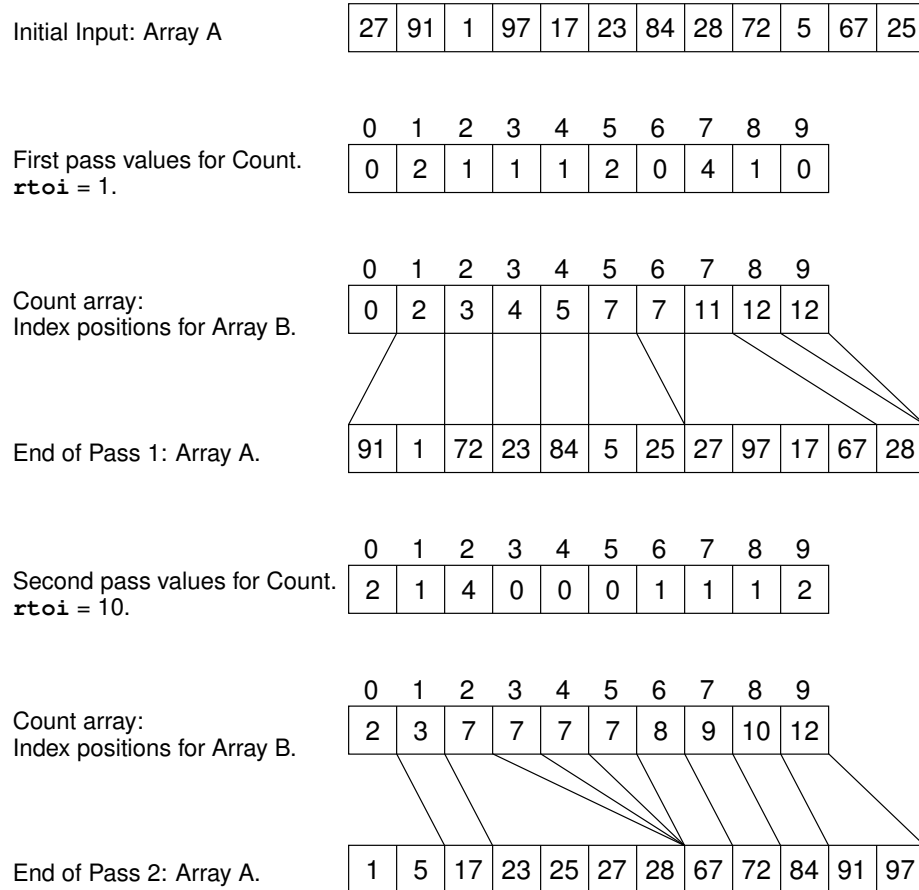 Initial Input: Array A
27 91 1 97 17 23 84 28 72 5 67 25
0 1 2 3 4 5 6 7 8 9
First pass values for Count.
rtoi = 1.
0 2 1 1 1 2 0 4 1 0
0 1 2 3 4 5 6 7 8 9
Count array:
Index positions for Array B.
0 2 3 4 5 7 7 11 12 12
End of Pass 1: Array A.
91 1 72 23 84 5 25 27 97 17 67 28
0 1 2 3 4 5 6 7 8 9
Second pass values for Count.
rtoi = 10.
2 1 4 0 0 0 1 1 1 2
0 1 2 3 4 5 6 7 8 9
Count array:
Index positions for Array B.
2 3 7 7 7 7 8 9 10 12
End of Pass 2: Array A.
1 5 17 23 25 27 28 67 72 84 91 97